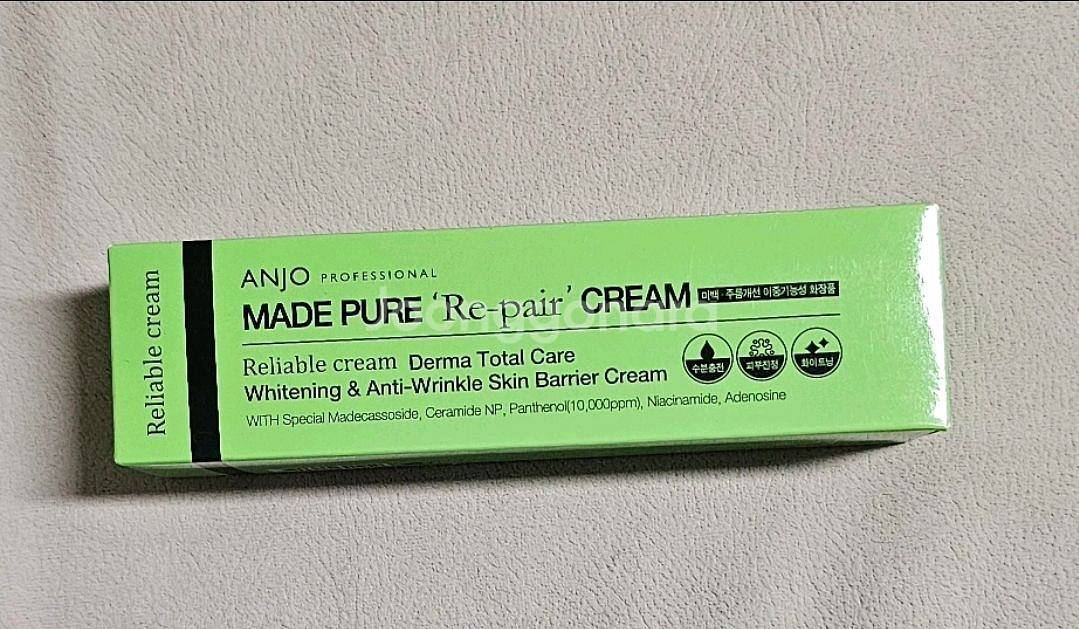 Reliable cream
ANJO PROFESSIONAL
MADE PURE 'Re-pair' CREAM 미백·주름개선 이중기능성 화장품
Reliable cream Derma Total Care
Whitening & Anti-Wrinkle Skin Barrier Cream
수분충전 피부진정 화이트닝
WITH Special Madecassoside, Ceramide NP, Panthenol(10,000ppm), Niacinamide, Adenosine
Joonggonara